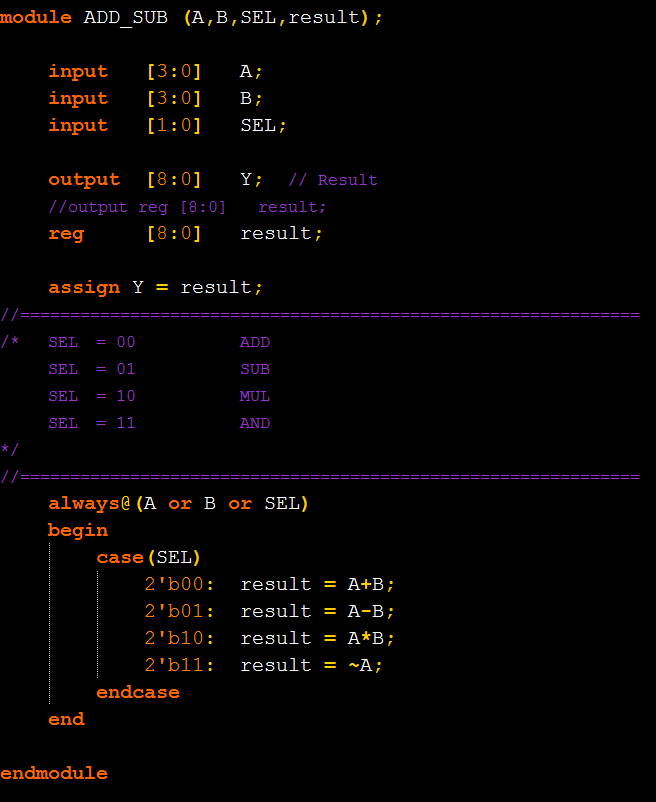 module ADD_SUB (A,B,SEL,result);
input [3:0] A;
input [3:0] B;
input [1:0] SEL;
output [8:0] Y; // Result
//output reg [8:0] result;
reg [8:0] result;
assign Y = result;
//==============================================================
/* SEL = 00 ADD
SEL = 01 SUB
SEL = 10 MUL
SEL = 11 AND
*/
//==============================================================
always@(A or B or SEL)
begin
case(SEL)
2'b00: result = A+B;
2'b01: result = A-B;
2'b10: result = A*B;
2'b11: result = ~A;
endcase
end
endmodule